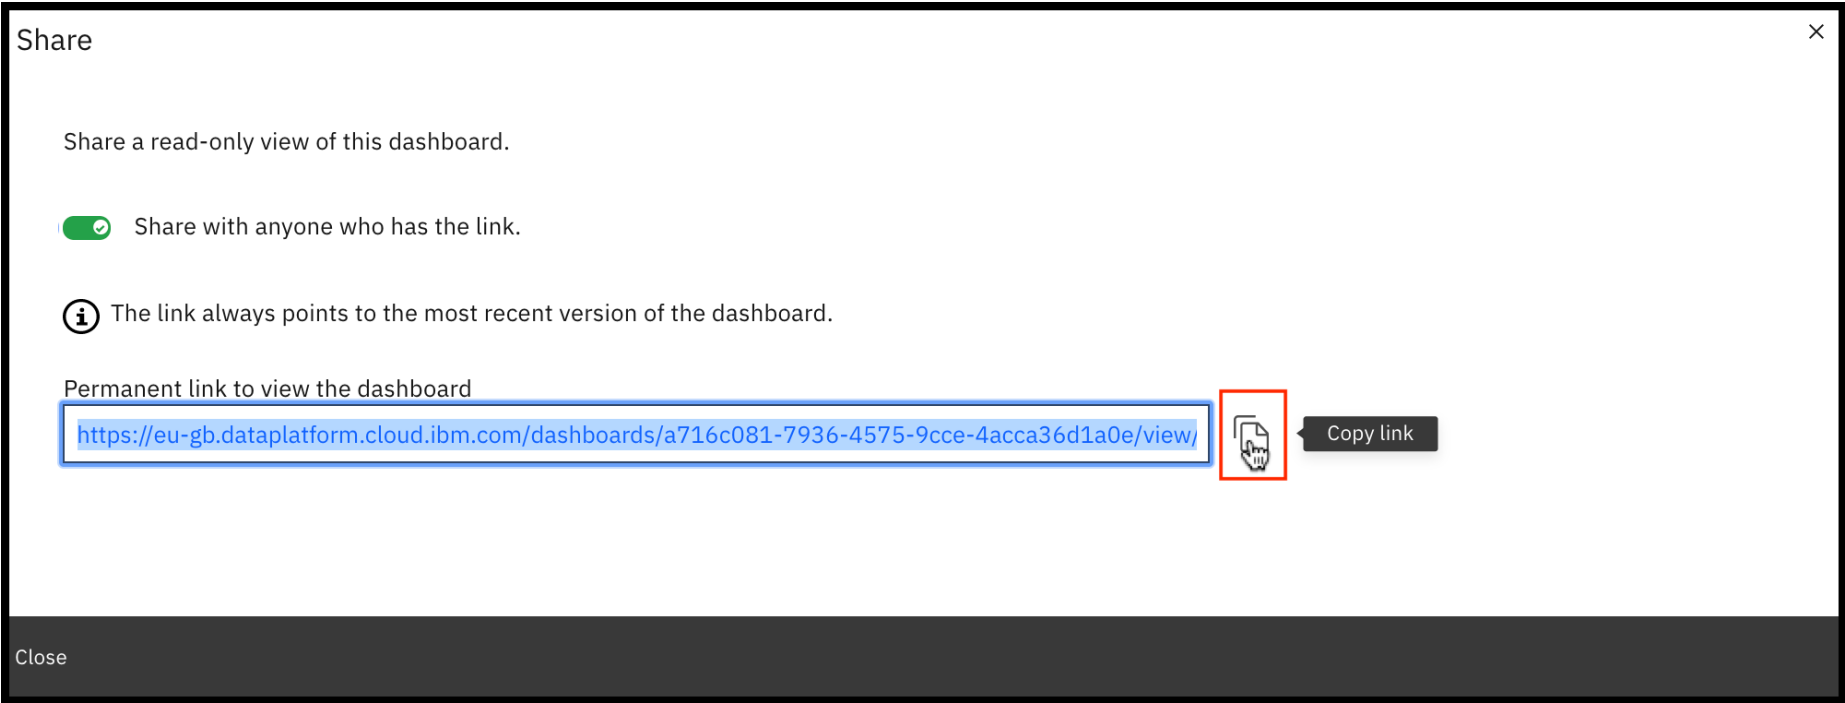 Share
Share a read-only view of this dashboard.
Share with anyone who has the link.
The link always points to the most recent version of the dashboard.
Permanent link to view the dashboard
https://eu-gb.dataplatform.cloud.ibm.com/dashboards/a716c081-7936-4575-9cce-4acca36d1a0e/view/
Copy link
Close